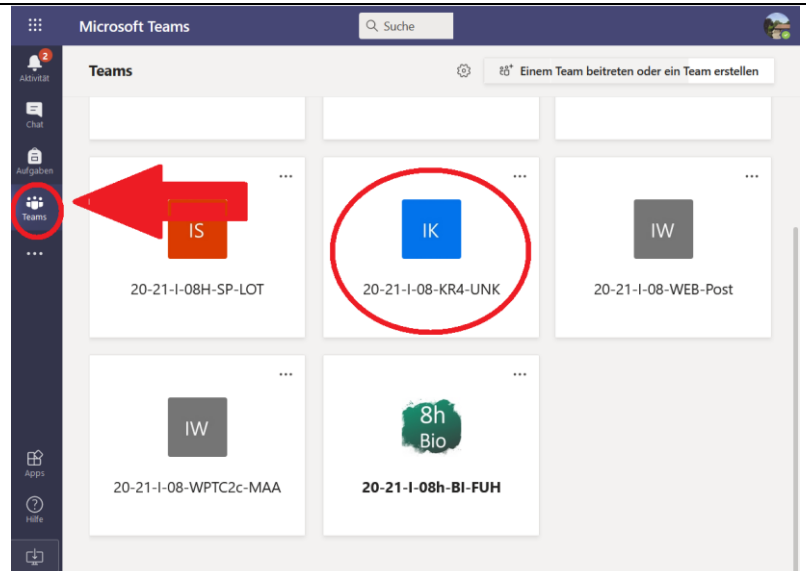 Microsoft Teams
Suche
2
Aktivität
Teams
Einem Team beitreten oder ein Team erstellen
Chat
Aufgaben
Teams
IS
IK
IW
20-21-I-08H-SP-LOT
20-21-I-08-KR4-UNK
20-21-I-08-WEB-Post
IW
8h
Bio
20-21-I-08-WPTC2c-MAA
20-21-I-08h-BI-FUH
Apps
Hilfe